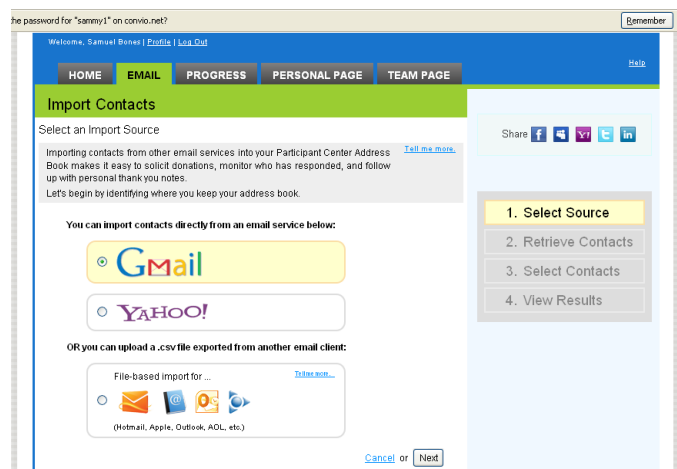 the password for "sammy1" on convio.net?
Remember
Welcome, Samuel Bones | Profile | Log Out
Help
HOME EMAIL PROGRESS PERSONAL PAGE TEAM PAGE
Import Contacts
Select an Import Source
Importing contacts from other email services into your Participant Center Address
Book makes it easy to solicit donations, monitor who has responded, and follow
up with personal thank you notes.
Let's begin by identifying where you keep your address book.
Tell me more.
Share
You can import contacts directly from an email service below:
Gmail
YAHOO!
OR you can upload a .csv file exported from another email client:
File-based import for ...
Tell me more...
(Hotmail, Apple, Outlook, AOL, etc.)
Cancel or Next
1. Select Source
2. Retrieve Contacts
3. Select Contacts
4. View Results